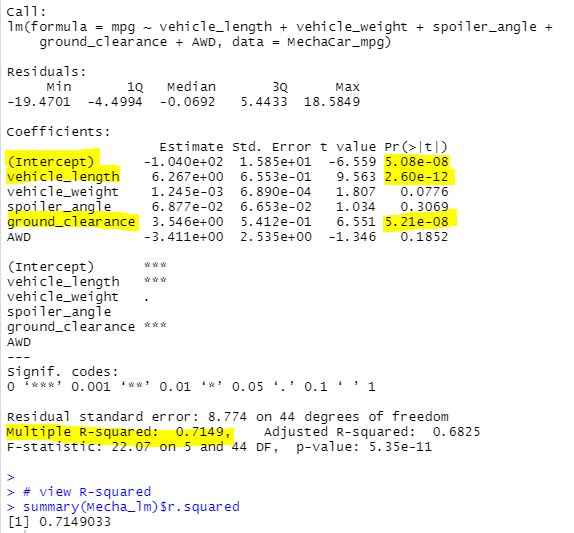 Call:
lm(formula = mpg ~ vehicle_length + vehicle_weight + spoiler_angle +
    ground_clearance + AWD, data = MechaCar_mpg)
Residuals:
     Min       1Q   Median       3Q      Max
-19.4701  -4.4994  -0.0692   5.4433  18.5849
Coefficients:
                   Estimate Std. Error t value Pr(>|t|)
(Intercept)      -1.040e+02  1.585e+01  -6.559 5.08e-08
vehicle_length    6.267e+00  6.553e-01   9.563 2.60e-12
vehicle_weight    1.245e-03  6.890e-04   1.807   0.0776
spoiler_angle     6.877e-02  6.653e-02   1.034   0.3069
ground_clearance  3.546e+00  5.412e-01   6.551 5.21e-08
AWD              -3.411e+00  2.535e+00  -1.346   0.1852
(Intercept)      ***
vehicle_length   ***
vehicle_weight   .
spoiler_angle
ground_clearance ***
AWD
---
Signif. codes:
0 ‘***’ 0.001 ‘**’ 0.01 ‘*’ 0.05 ‘.’ 0.1 ‘ ’ 1
Residual standard error: 8.774 on 44 degrees of freedom
Multiple R-squared:  0.7149,    Adjusted R-squared:  0.6825
F-statistic: 22.07 on 5 and 44 DF,  p-value: 5.35e-11
>
> # view R-squared
> summary(Mecha_lm)$r.squared
[1] 0.7149033